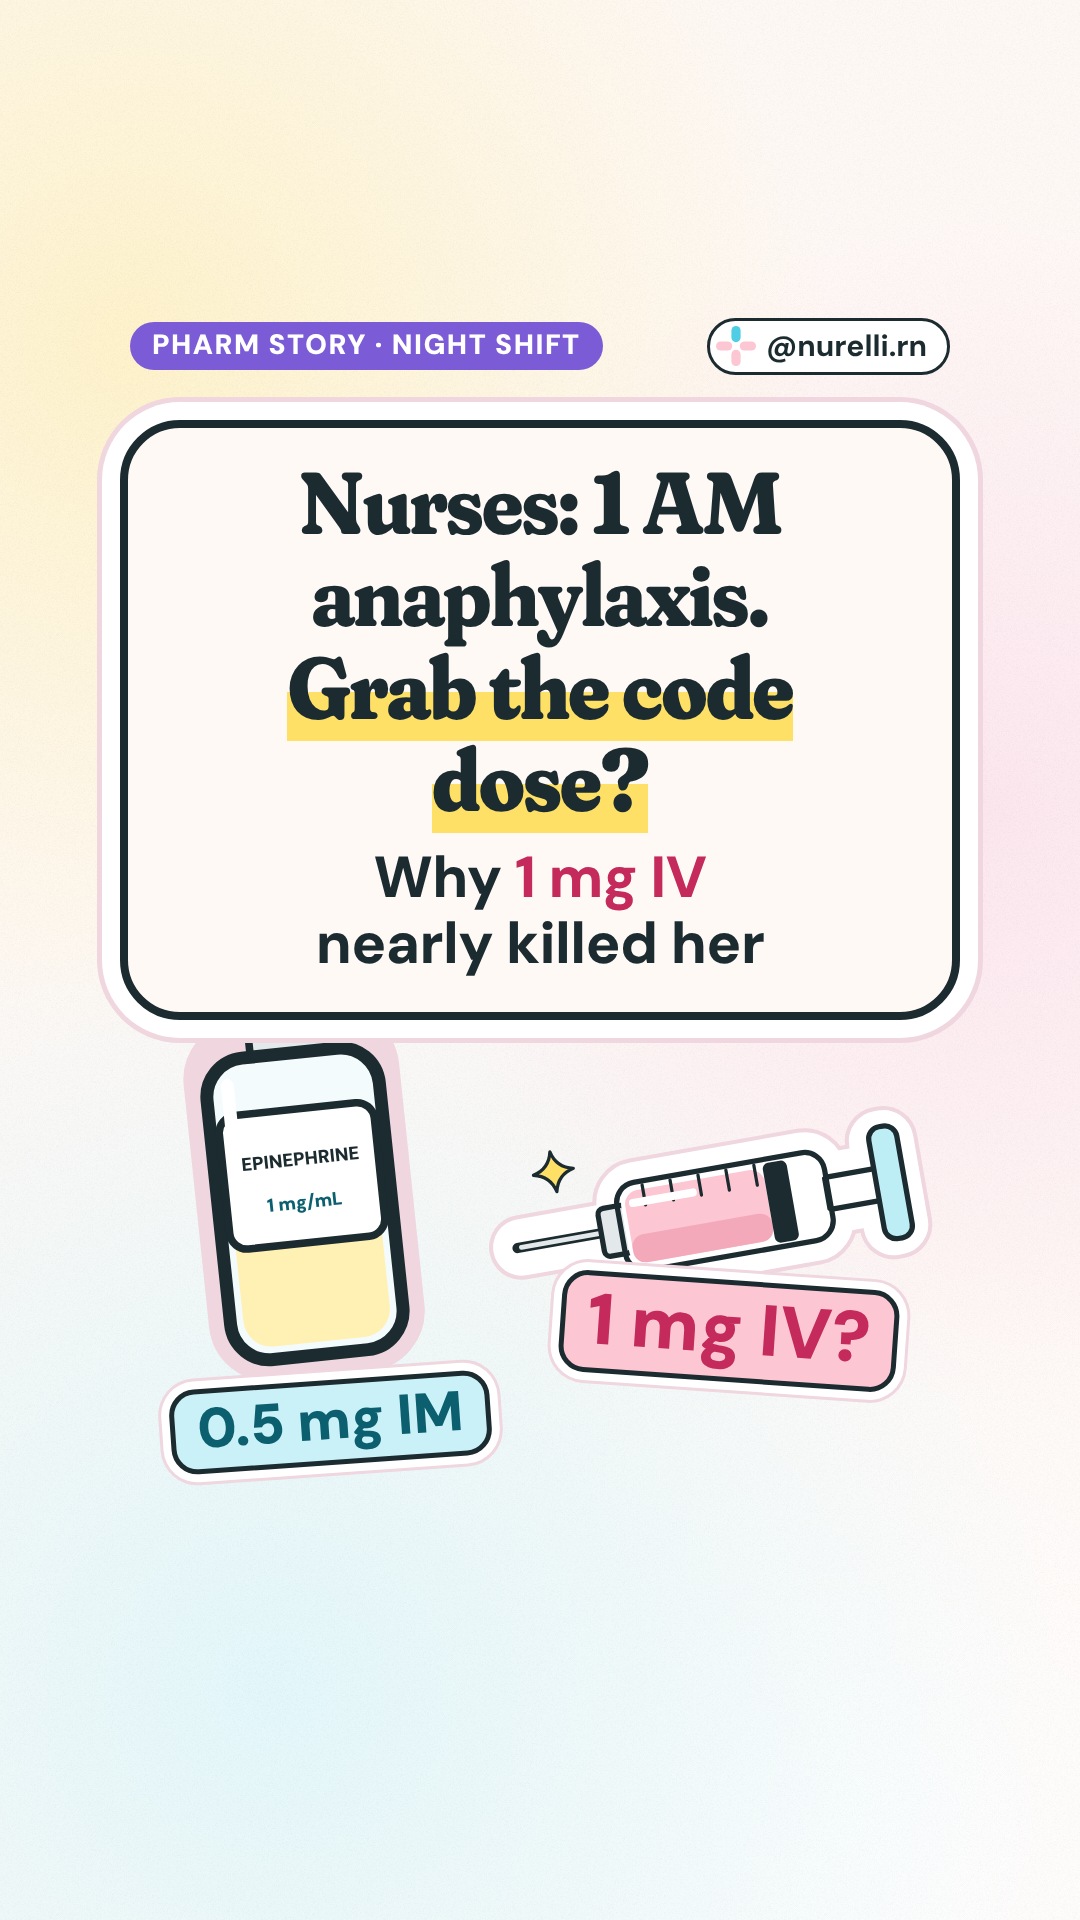 PHARM STORY · NIGHT SHIFT
@nurelli.rn
Nurses: 1 AM
anaphylaxis.
Grab the code
dose?
Why 1 mg IV
nearly killed her
EPINEPHRINE
1 mg/mL
1 mg IV?
0.5 mg IM